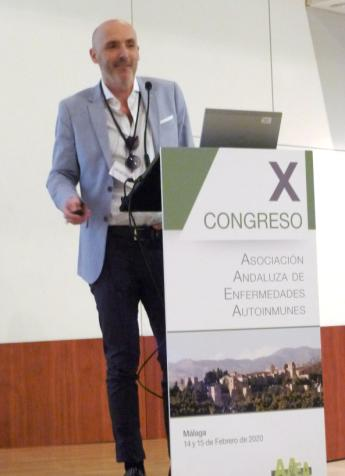 X
CONGRESO
ASOCIACIÓN
ANDALUZA DE
ENFERMEDADES
AUTOINMUNES
Málaga
14 y 15 de Febrero de 2020